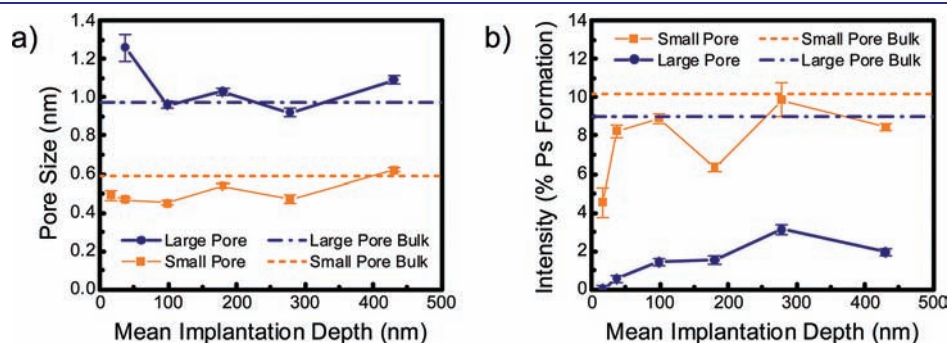 a)
Pore Size (nm)
1.4
1.2
1.0
0.8
0.6
0.4
0.2
0.0
Large Pore
Large Pore Bulk
Small Pore
Small Pore Bulk
0 100 200 300 400 500
Mean Implantation Depth (nm)
b)
Intensity (% Ps Formation)
14
12
10
8
6
4
2
0
Small Pore
Small Pore Bulk
Large Pore
Large Pore Bulk
0 100 200 300 400 500
Mean Implantation Depth (nm)